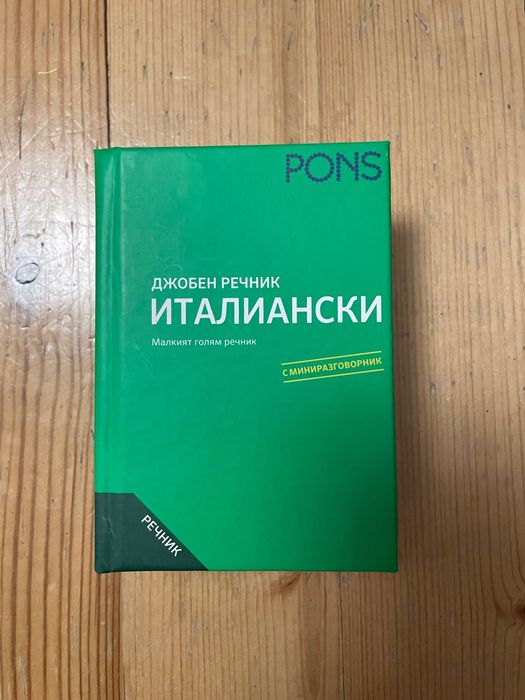 PONS
ДЖОБЕН РЕЧНИК
ИТАЛИАНСКИ
Малкият голям речник
С МИНИРАЗГОВОРНИК
РЕЧНИК